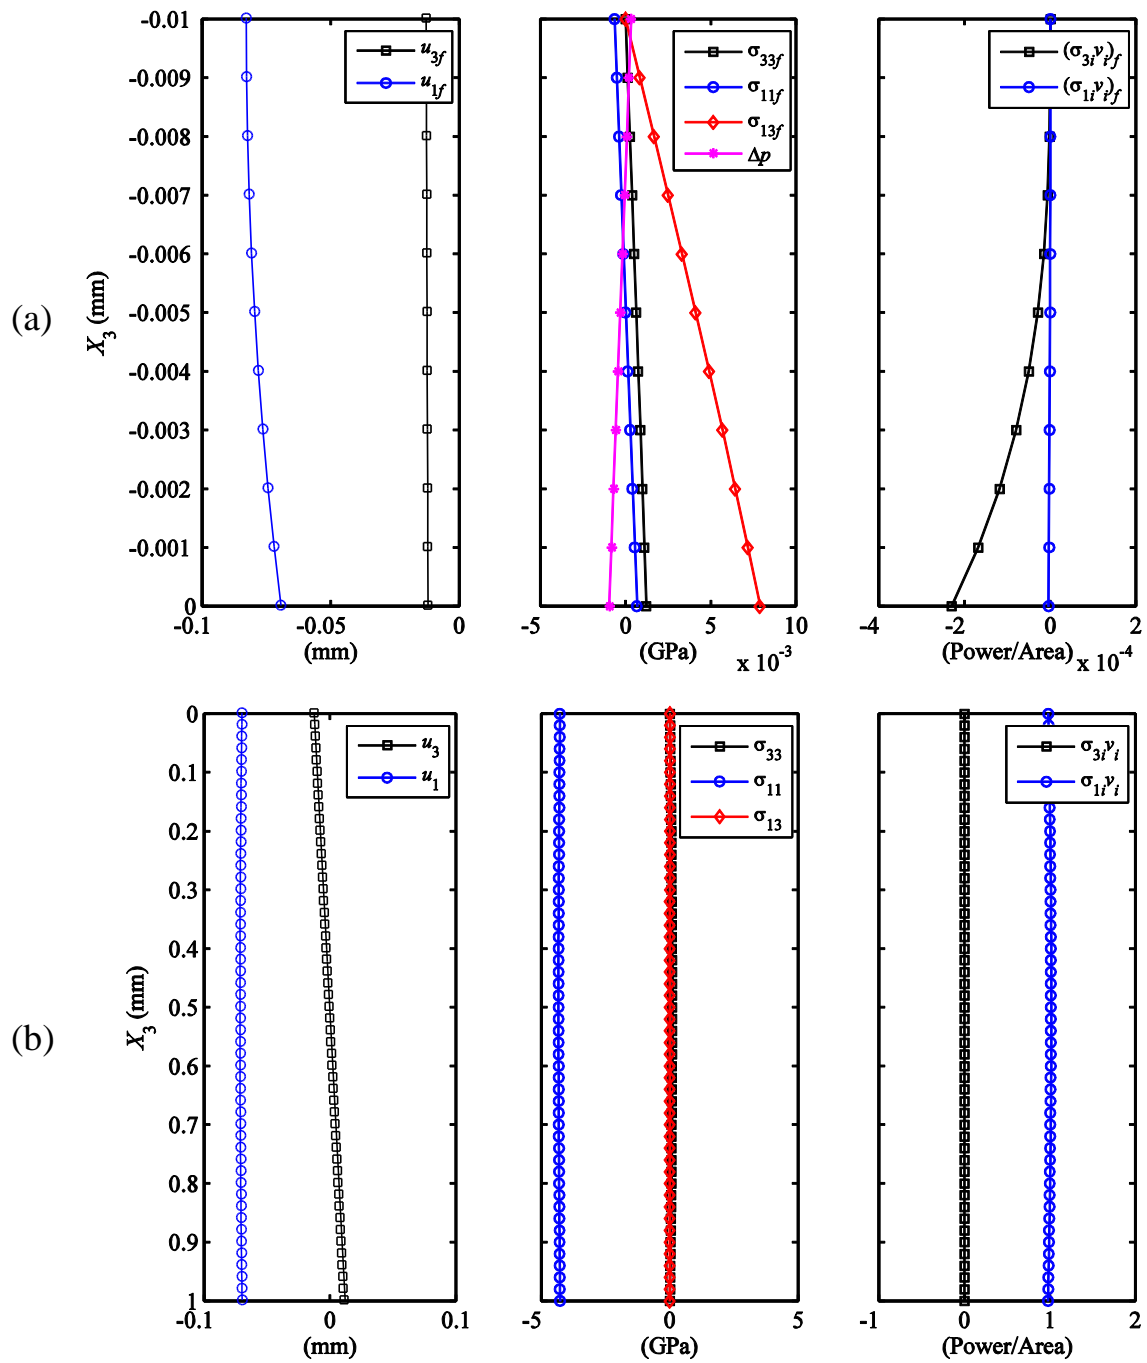 (a)
X3 (mm)
-0.01
-0.009
-0.008
-0.007
-0.006
-0.005
-0.004
-0.003
-0.002
-0.001
0
-0.1 -0.05 0
(mm)
u3f
u1f
-5 0 5 10
(GPa)
x 10^-3
σ33f
σ11f
σ13f
Δp
-4 -2 0 2
(Power/Area)
x 10^-4
(σ3ivi)f
(σ1ivi)f
(b)
X3 (mm)
0
0.1
0.2
0.3
0.4
0.5
0.6
0.7
0.8
0.9
1
-0.1 0 0.1
(mm)
u3
u1
-5 0 5
(GPa)
σ33
σ11
σ13
-1 0 1 2
(Power/Area)
σ3ivi
σ1ivi